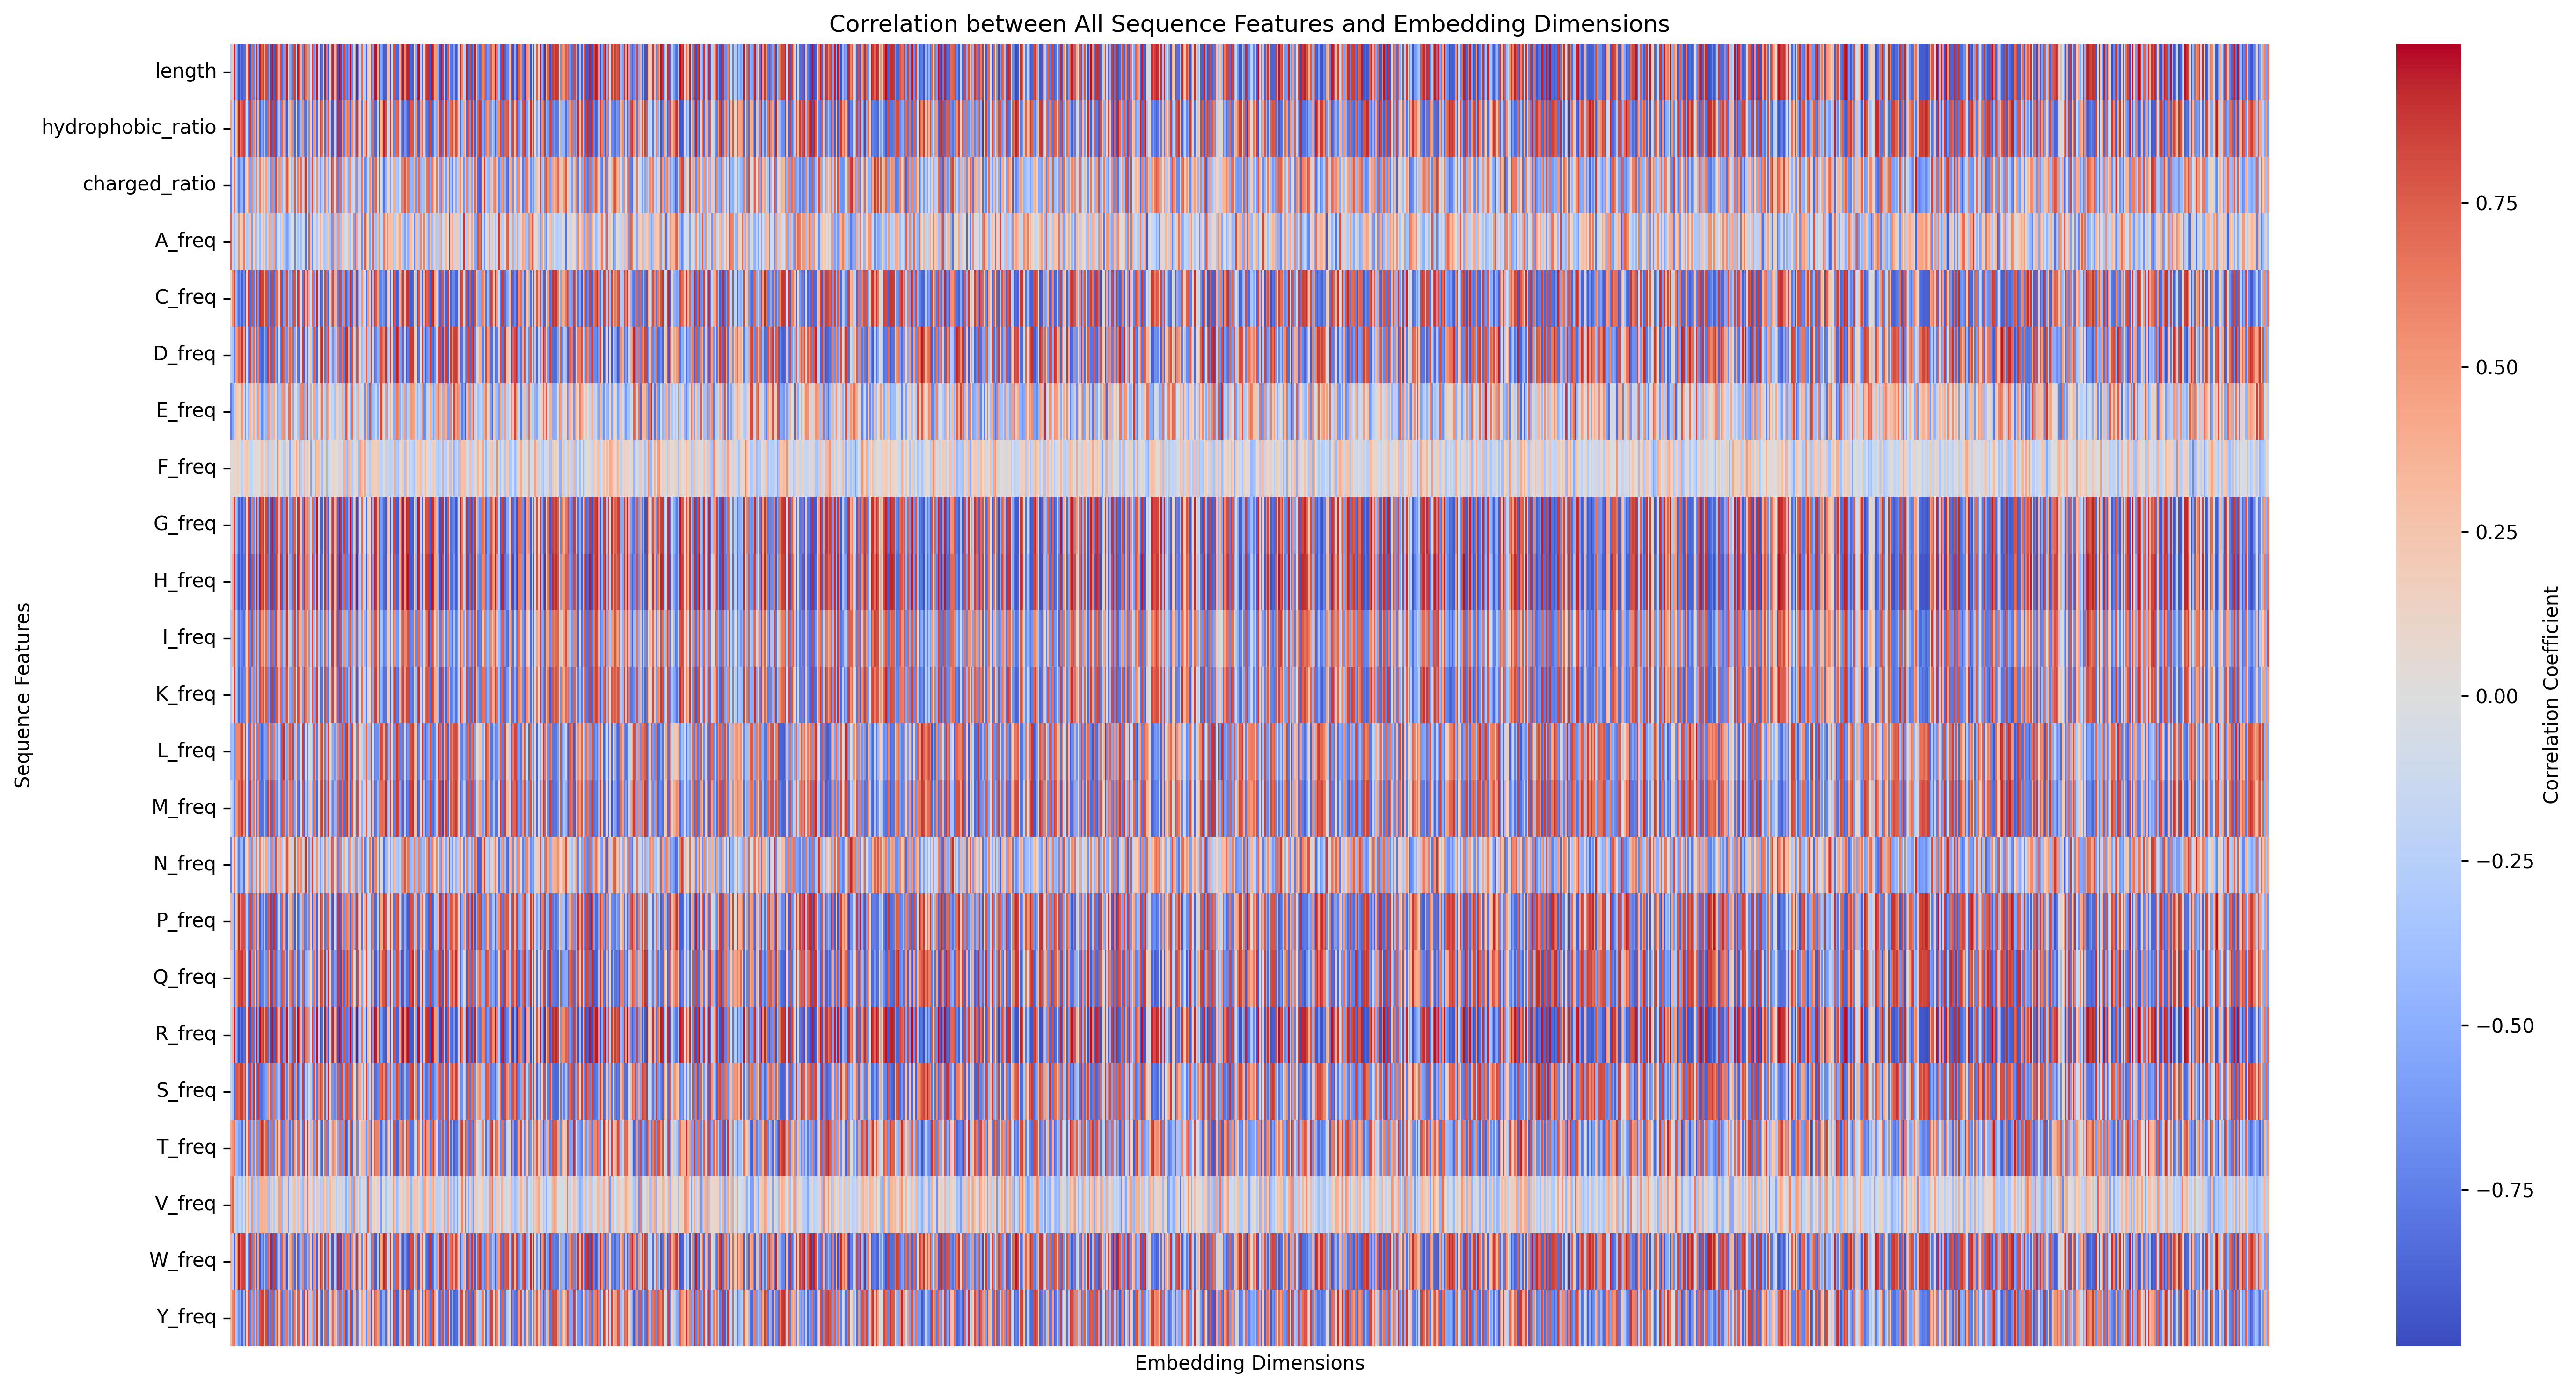 Correlation between All Sequence Features and Embedding Dimensions
Sequence Features
length
hydrophobic_ratio
charged_ratio
A_freq
C_freq
D_freq
E_freq
F_freq
G_freq
H_freq
I_freq
K_freq
L_freq
M_freq
N_freq
P_freq
Q_freq
R_freq
S_freq
T_freq
V_freq
W_freq
Y_freq
Embedding Dimensions
0.75
0.50
0.25
0.00
−0.25
−0.50
−0.75
Correlation Coefficient